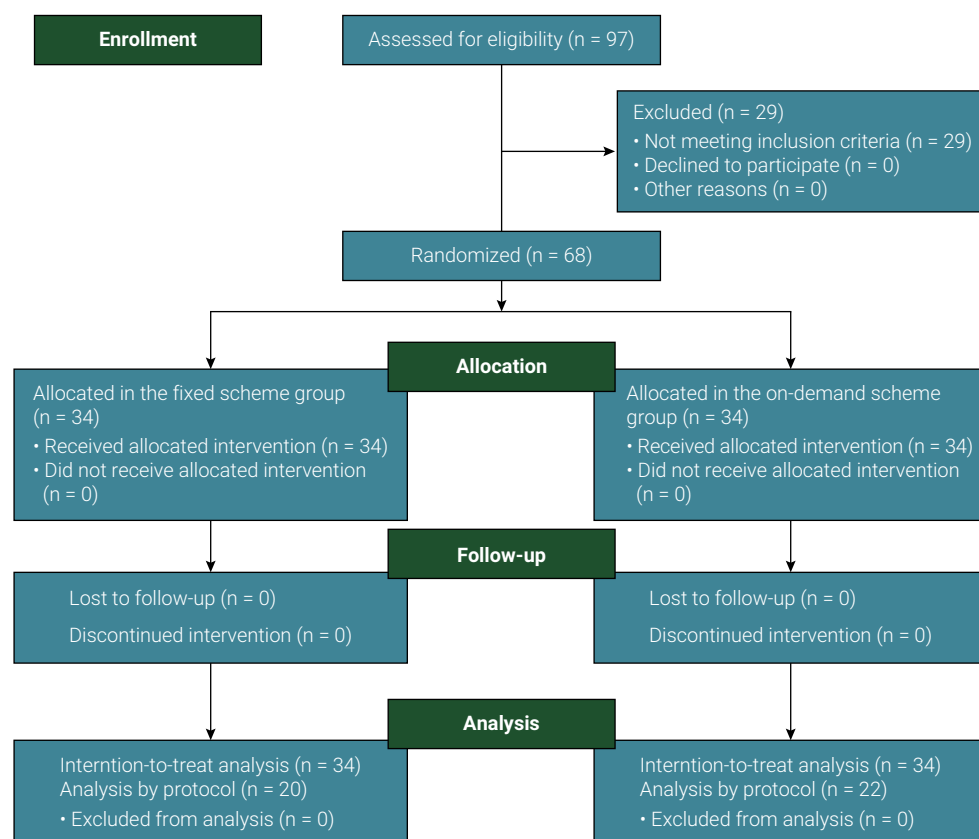 Enrollment
Assessed for eligibility (n = 97)
Excluded (n = 29)
• Not meeting inclusion criteria (n = 29)
• Declined to participate (n = 0)
• Other reasons (n = 0)
Randomized (n = 68)
Allocation
Allocated in the fixed scheme group
(n = 34)
• Received allocated intervention (n = 34)
• Did not receive allocated intervention
(n = 0)
Allocated in the on-demand scheme
group (n = 34)
• Received allocated intervention (n = 34)
• Did not receive allocated intervention
(n = 0)
Follow-up
Lost to follow-up (n = 0)
Discontinued intervention (n = 0)
Lost to follow-up (n = 0)
Discontinued intervention (n = 0)
Analysis
Interntion-to-treat analysis (n = 34)
Analysis by protocol (n = 20)
• Excluded from analysis (n = 0)
Interntion-to-treat analysis (n = 34)
Analysis by protocol (n = 22)
• Excluded from analysis (n = 0)